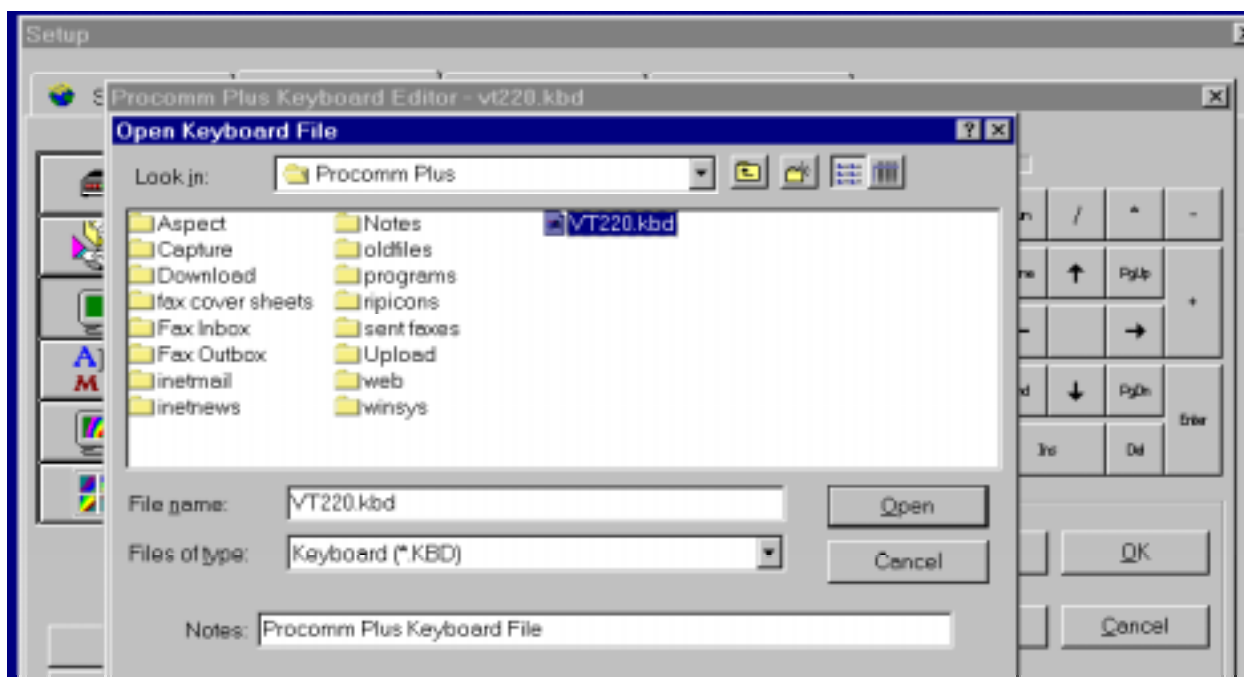 Setup
S
Procomm Plus Keyboard Editor - vt220.kbd
Open Keyboard File
Look in: Procomm Plus
Aspect Notes VT220.kbd
Capture oldfiles
Download programs
fax cover sheets ripicons
Fax Inbox sent faxes
Fax Outbox Upload
inetmail web
inetnews winsys
/ * -
PgUp
+
PgDn
Enter
Ins Del
A
M
File name: VT220.kbd Open
Files of type: Keyboard (*.KBD) Cancel
OK
Notes: Procomm Plus Keyboard File
Cancel